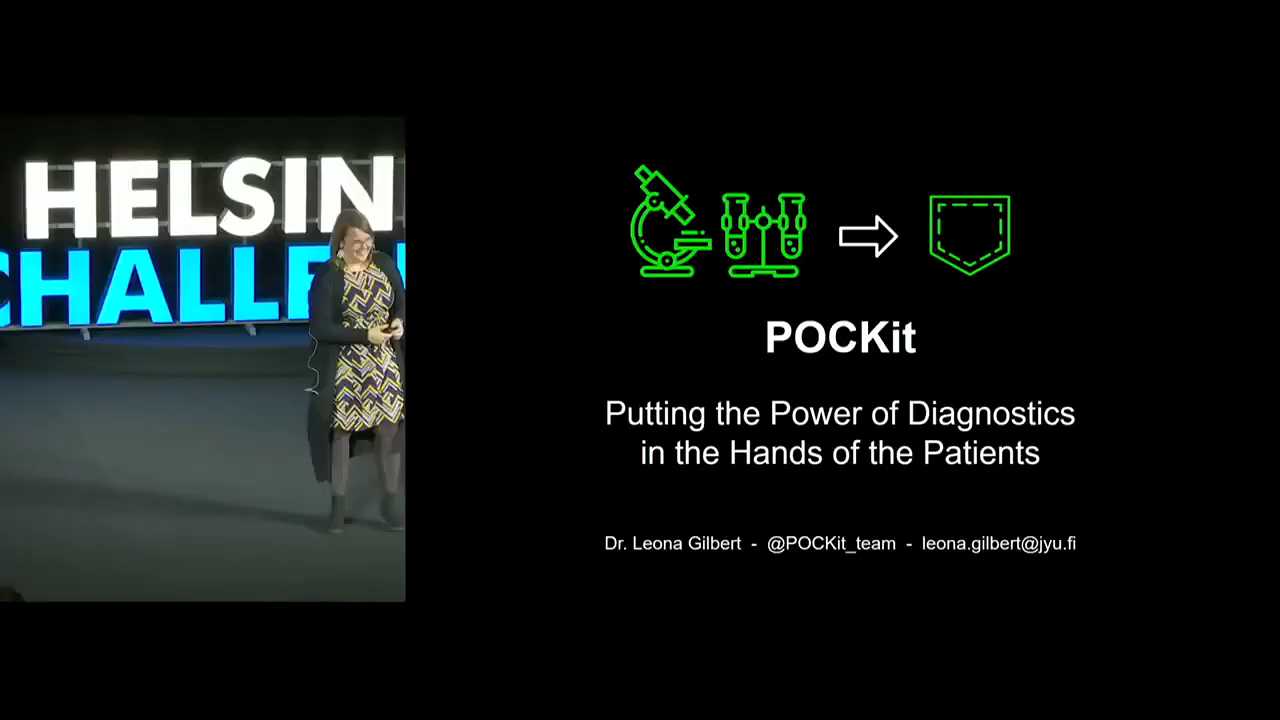 HELSIN
CHALLE
POCKit
Putting the Power of Diagnostics
in the Hands of the Patients
Dr. Leona Gilbert - @POCKit_team - leona.gilbert@jyu.fi